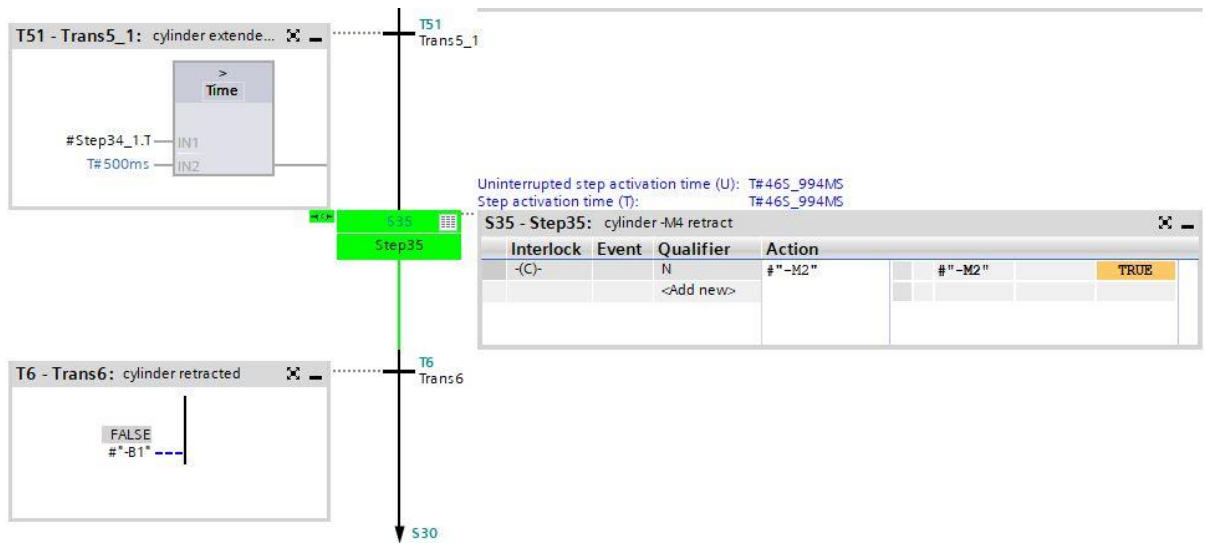 T51 - Trans5_1: cylinder extende...
T51
Trans5_1
>
Time
#Step34_1.T IN1
T#500ms IN2
Uninterrupted step activation time (U): T#46S_994MS
Step activation time (T): T#46S_994MS
S35
Step35
S35 - Step35: cylinder -M4 retract
Interlock Event Qualifier Action
-(C)- N #"-M2" #"-M2" TRUE
<Add new>
T6 - Trans6: cylinder retracted
T6
Trans6
FALSE
#"-B1"
S30